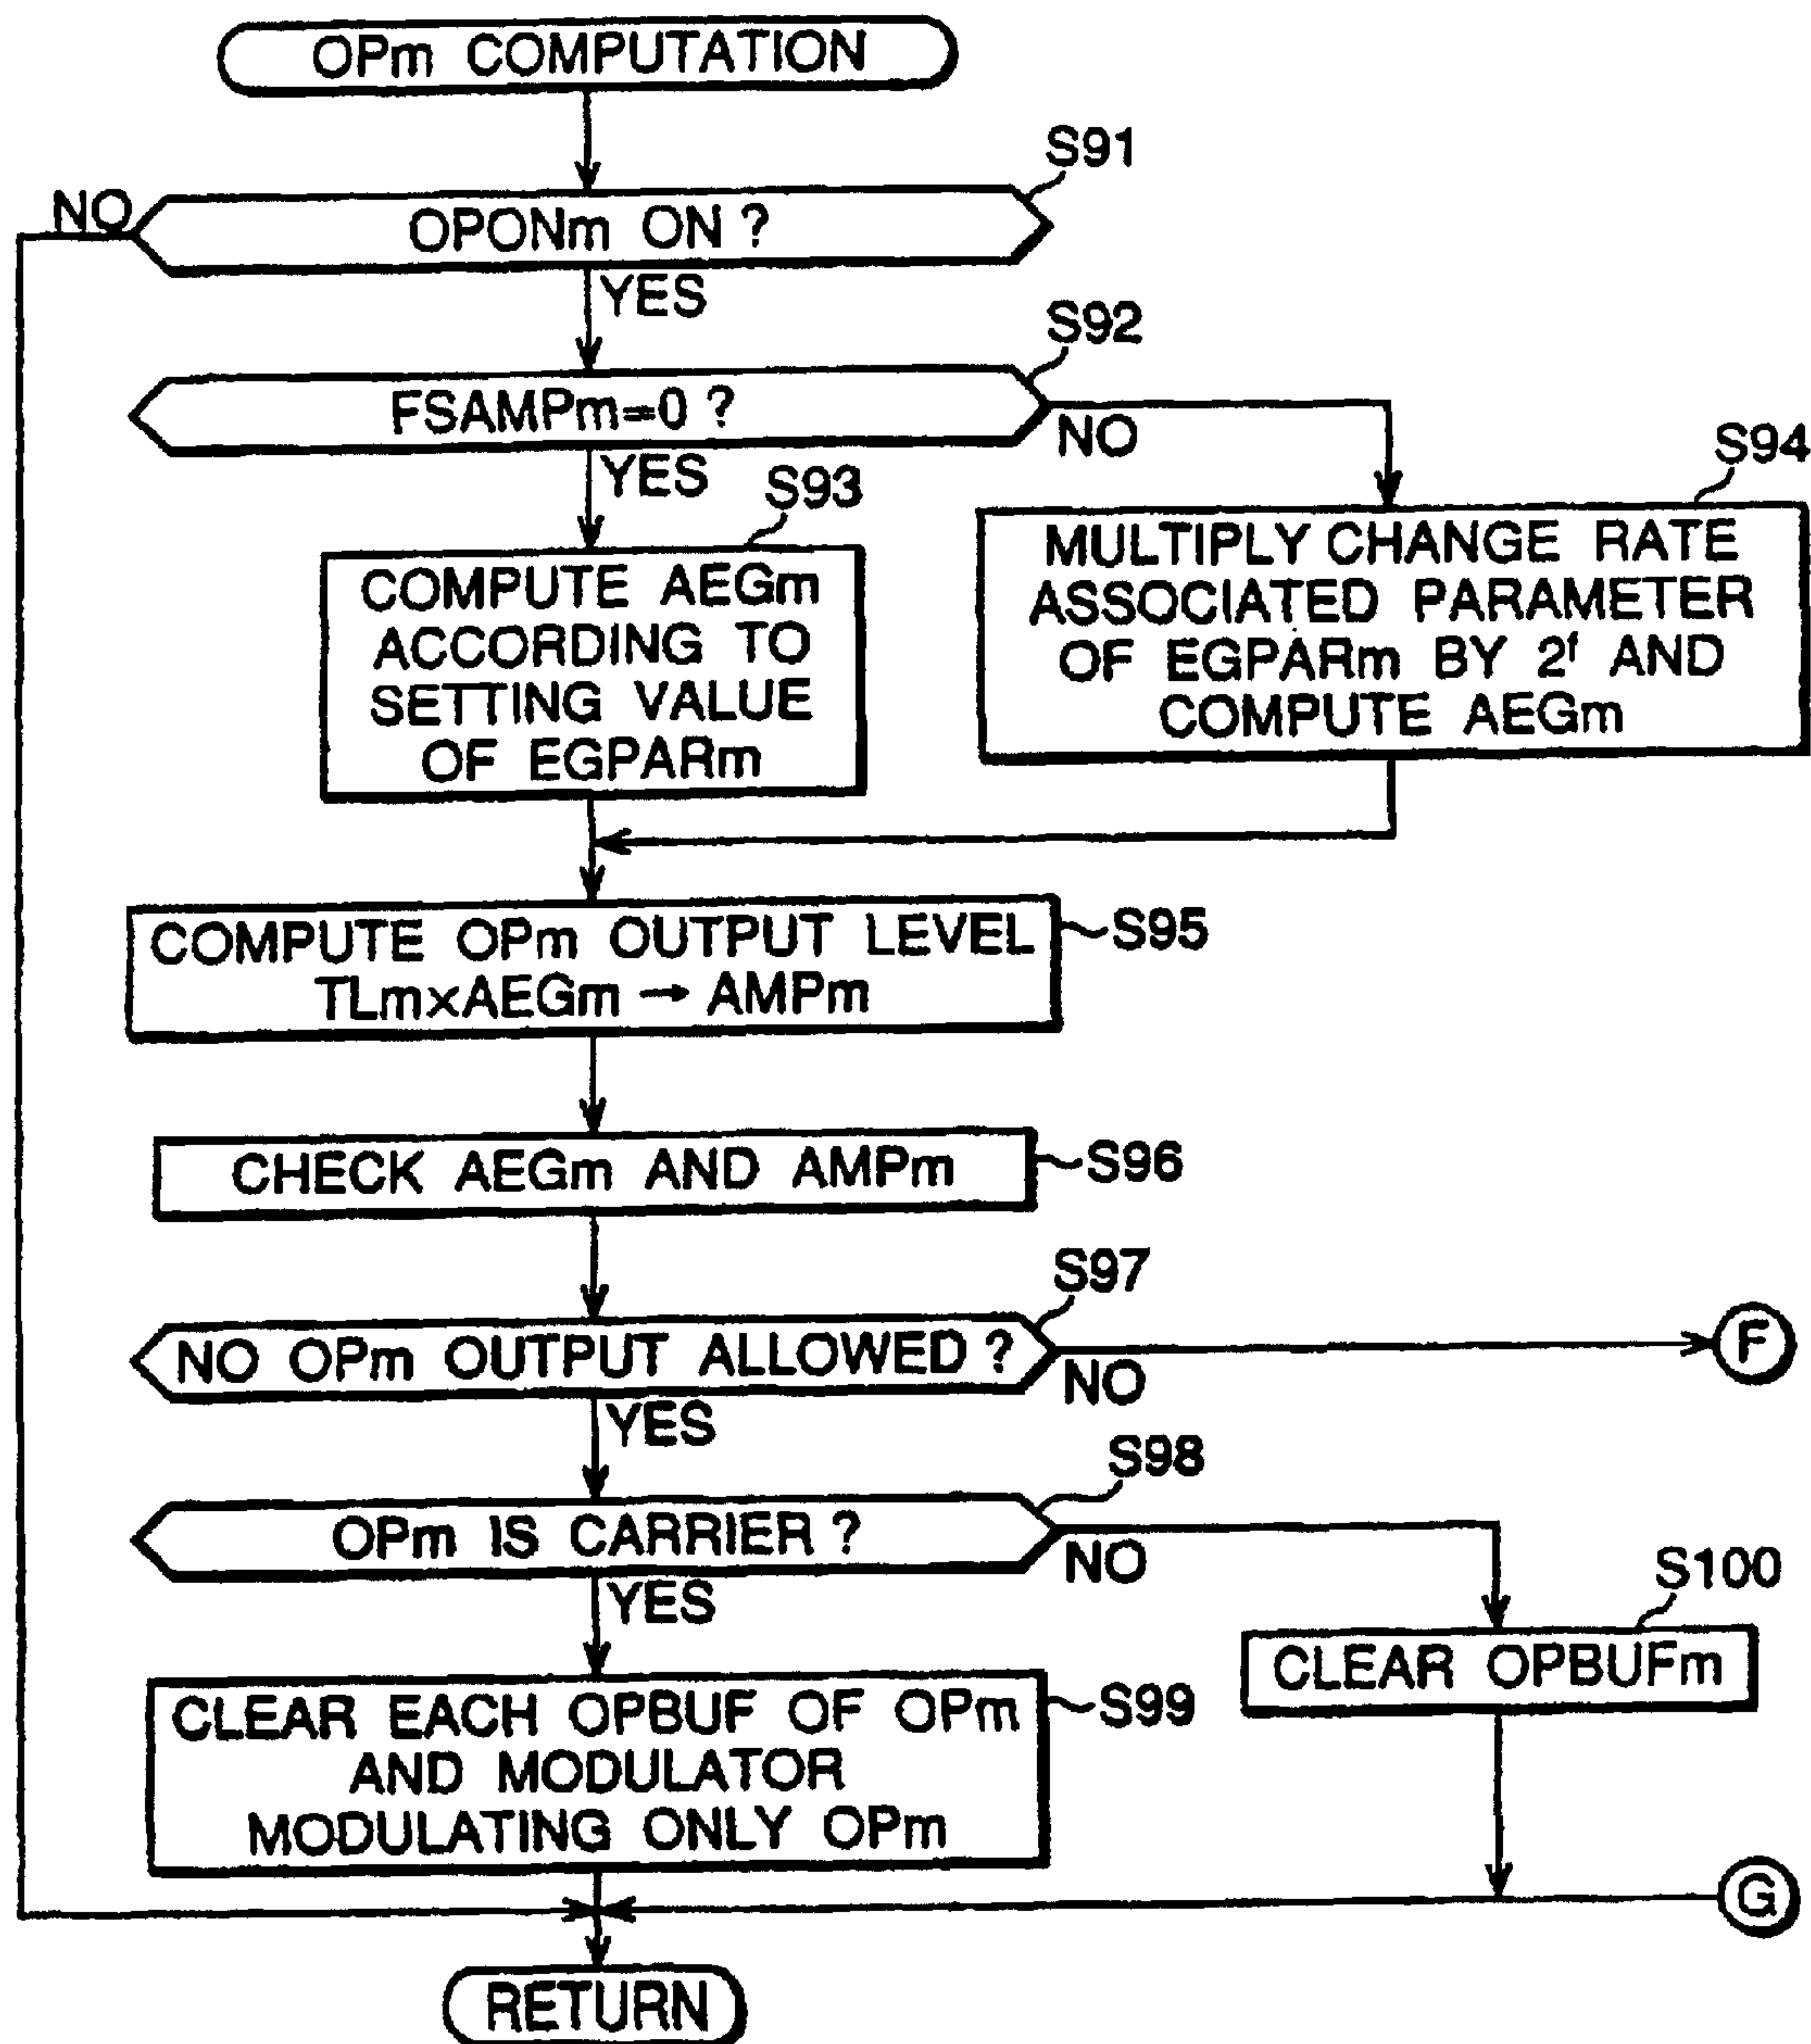 OPm COMPUTATION
S91
NO
OPONm ON ?
YES
S92
FSAMPm=0 ?
NO
YES
S93
S94
COMPUTE AEGm
ACCORDING TO
SETTING VALUE
OF EGPARm
MULTIPLY CHANGE RATE
ASSOCIATED PARAMETER
OF EGPARm BY 2^f AND
COMPUTE AEGm
COMPUTE OPm OUTPUT LEVEL
TLm×AEGm → AMPm
S95
CHECK AEGm AND AMPm
S96
S97
NO OPm OUTPUT ALLOWED ?
NO
F
YES
S98
OPm IS CARRIER ?
NO
YES
S100
CLEAR OPBUFm
CLEAR EACH OPBUF OF OPm
AND MODULATOR
MODULATING ONLY OPm
S99
G
RETURN